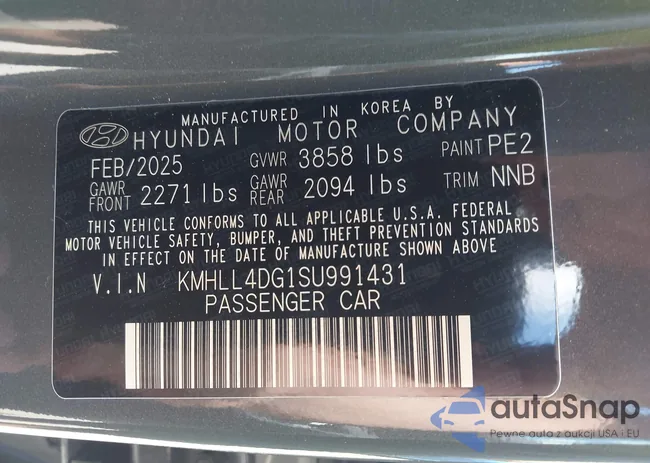 MANUFACTURED IN KOREA BY
HYUNDAI MOTOR COMPANY
FEB/2025 GVWR 3858 lbs PAINT PE2
GAWR FRONT 2271 lbs GAWR REAR 2094 lbs TRIM NNB
THIS VEHICLE CONFORMS TO ALL APPLICABLE U.S.A. FEDERAL
MOTOR VEHICLE SAFETY, BUMPER, AND THEFT PREVENTION STANDARDS
IN EFFECT ON THE DATE OF MANUFACTURE SHOWN ABOVE
V.I.N KMHLL4DG1SU991431
PASSENGER CAR
autaSnap
Pewne auta z aukcji USA i EU